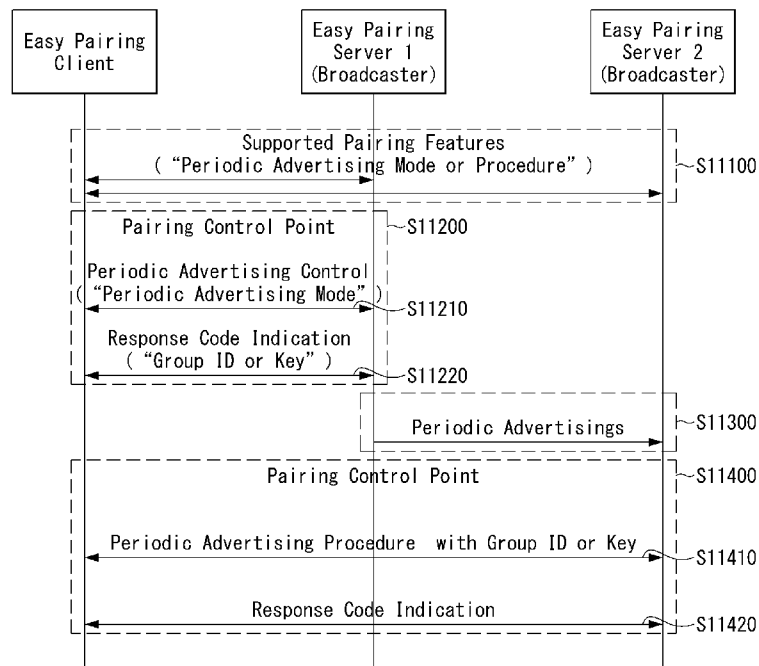 Easy Pairing
Client
Easy Pairing
Server 1
(Broadcaster)
Easy Pairing
Server 2
(Broadcaster)
Supported Pairing Features
( “Periodic Advertising Mode or Procedure” )
S11100
Pairing Control Point
S11200
Periodic Advertising Control
( “Periodic Advertising Mode” )
S11210
Response Code Indication
( “Group ID or Key” )
S11220
Periodic Advertisings
S11300
Pairing Control Point
S11400
Periodic Advertising Procedure with Group ID or Key
S11410
Response Code Indication
S11420